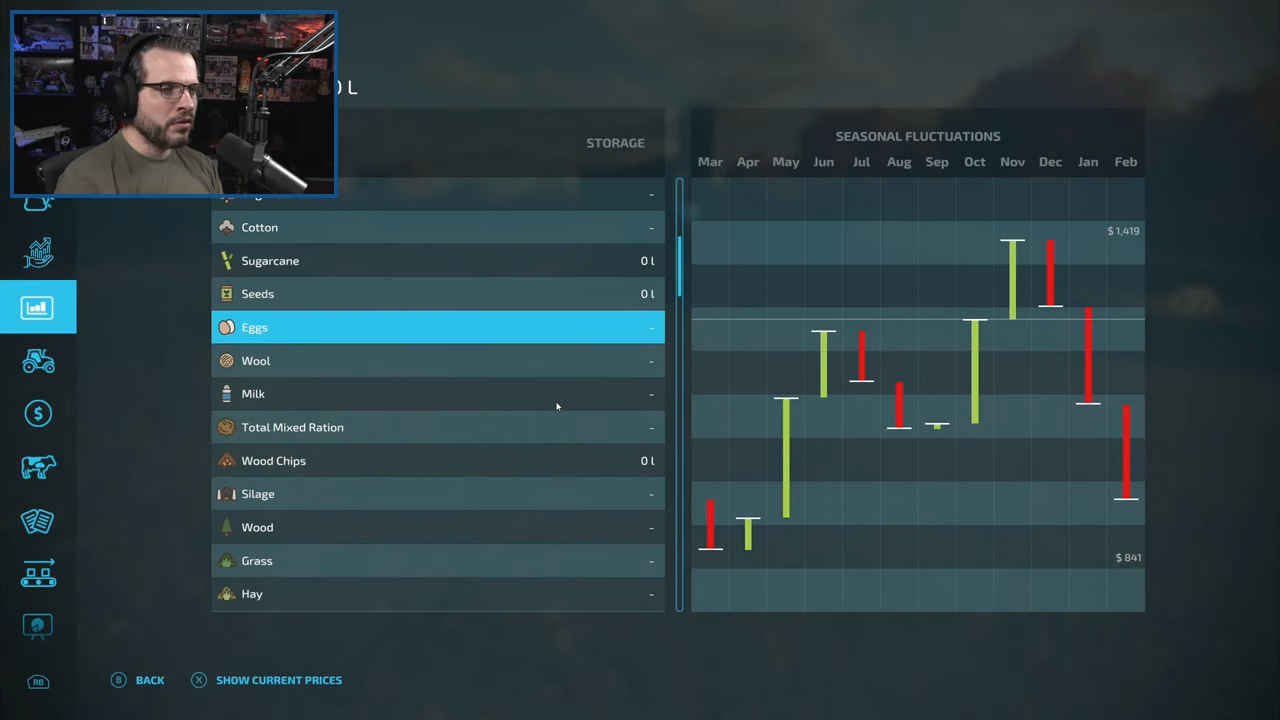 0 L
STORAGE
SEASONAL FLUCTUATIONS
Mar Apr May Jun Jul Aug Sep Oct Nov Dec Jan Feb
-
Cotton -
$ 1,419
Sugarcane 0 l
Seeds 0 l
Eggs -
Wool -
Milk -
Total Mixed Ration -
Wood Chips 0 l
Silage -
Wood -
Grass -
$ 841
Hay -
RB
B BACK X SHOW CURRENT PRICES